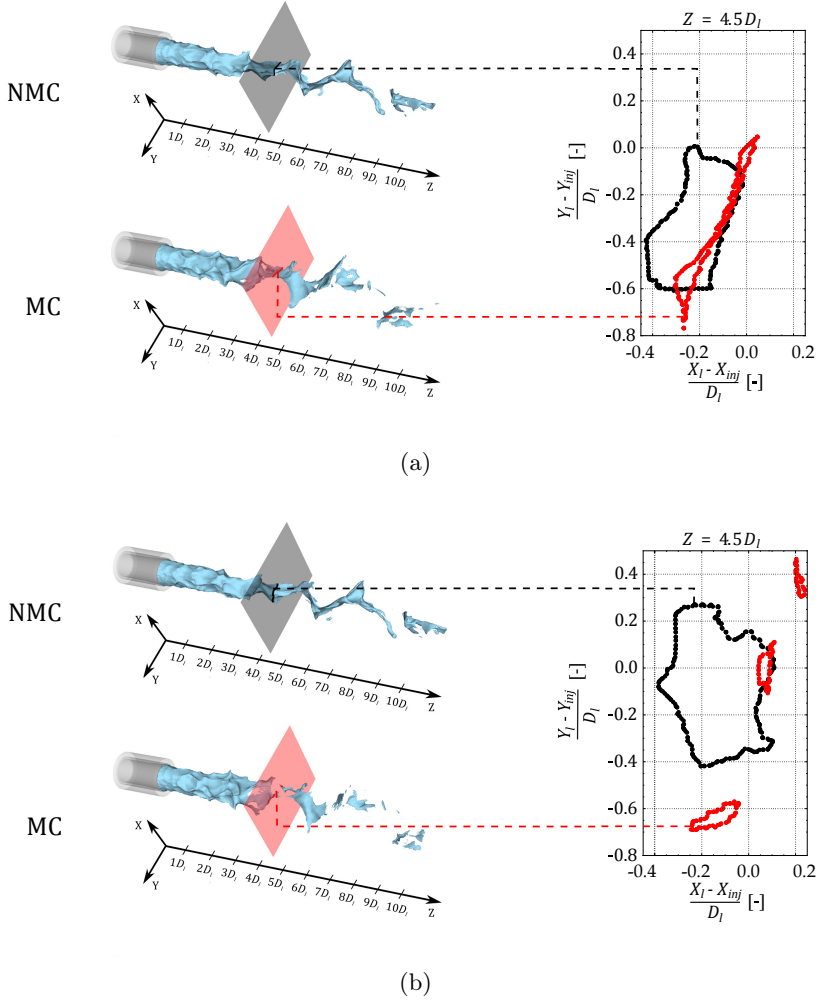 NMC
X
Y
1D_l 2D_l 3D_l 4D_l 5D_l 6D_l 7D_l 8D_l 9D_l 10D_l Z
MC
X
Y
1D_l 2D_l 3D_l 4D_l 5D_l 6D_l 7D_l 8D_l 9D_l 10D_l Z
Z = 4.5D_l
0.4
0.2
0.0
-0.2
-0.4
-0.6
-0.8
Y_l - Y_inj
D_l
[-]
-0.4 -0.2 0.0 0.2
X_l - X_inj
D_l
[-]
(a)
NMC
X
Y
1D_l 2D_l 3D_l 4D_l 5D_l 6D_l 7D_l 8D_l 9D_l 10D_l Z
MC
X
Y
1D_l 2D_l 3D_l 4D_l 5D_l 6D_l 7D_l 8D_l 9D_l 10D_l Z
Z = 4.5D_l
0.4
0.2
0.0
-0.2
-0.4
-0.6
-0.8
Y_l - Y_inj
D_l
[-]
-0.4 -0.2 0.0 0.2
X_l - X_inj
D_l
[-]
(b)